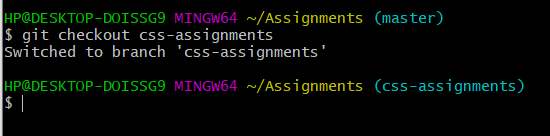 HP@DESKTOP-DOISSG9 MINGW64 ~/Assignments (master)
$ git checkout css-assignments
Switched to branch 'css-assignments'
HP@DESKTOP-DOISSG9 MINGW64 ~/Assignments (css-assignments)
$